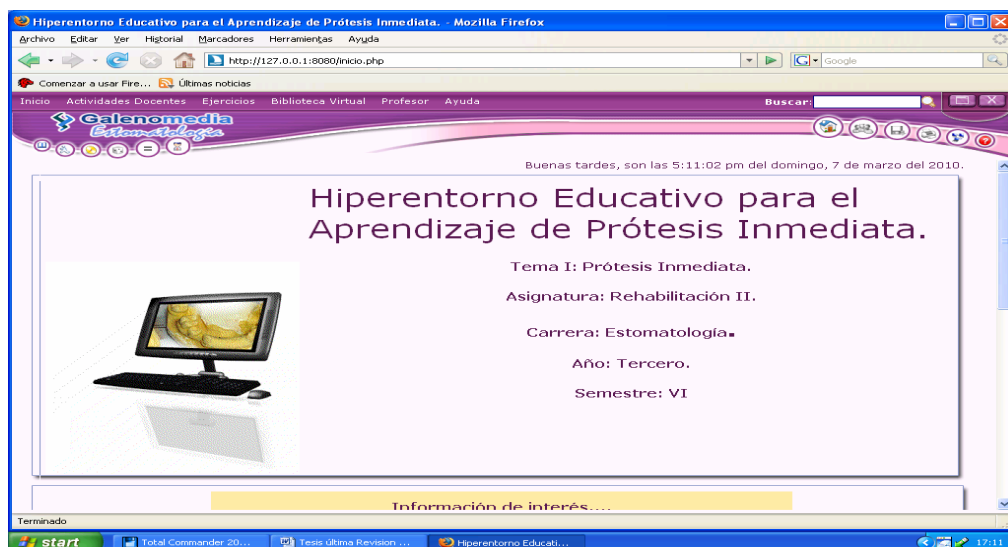 Hiperentorno Educativo para el Aprendizaje de Prótesis Inmediata. - Mozilla Firefox
Archivo Editar Ver Historial Marcadores Herramientas Ayuda
http://127.0.0.1:8080/inicio.php
Google
Comenzar a usar Fire... Últimas noticias
Inicio Actividades Docentes Ejercicios Biblioteca Virtual Profesor Ayuda Buscar:
Galenomedia
Estomatología
Buenas tardes, son las 5:11:02 pm del domingo, 7 de marzo del 2010.
Hiperentorno Educativo para el
Aprendizaje de Prótesis Inmediata.
Tema I: Prótesis Inmediata.
Asignatura: Rehabilitación II.
Carrera: Estomatología.
Año: Tercero.
Semestre: VI
Información de interés....
Terminado
start Total Commander 20... Tesis última Revision ... Hiperentorno Educati... 17:11